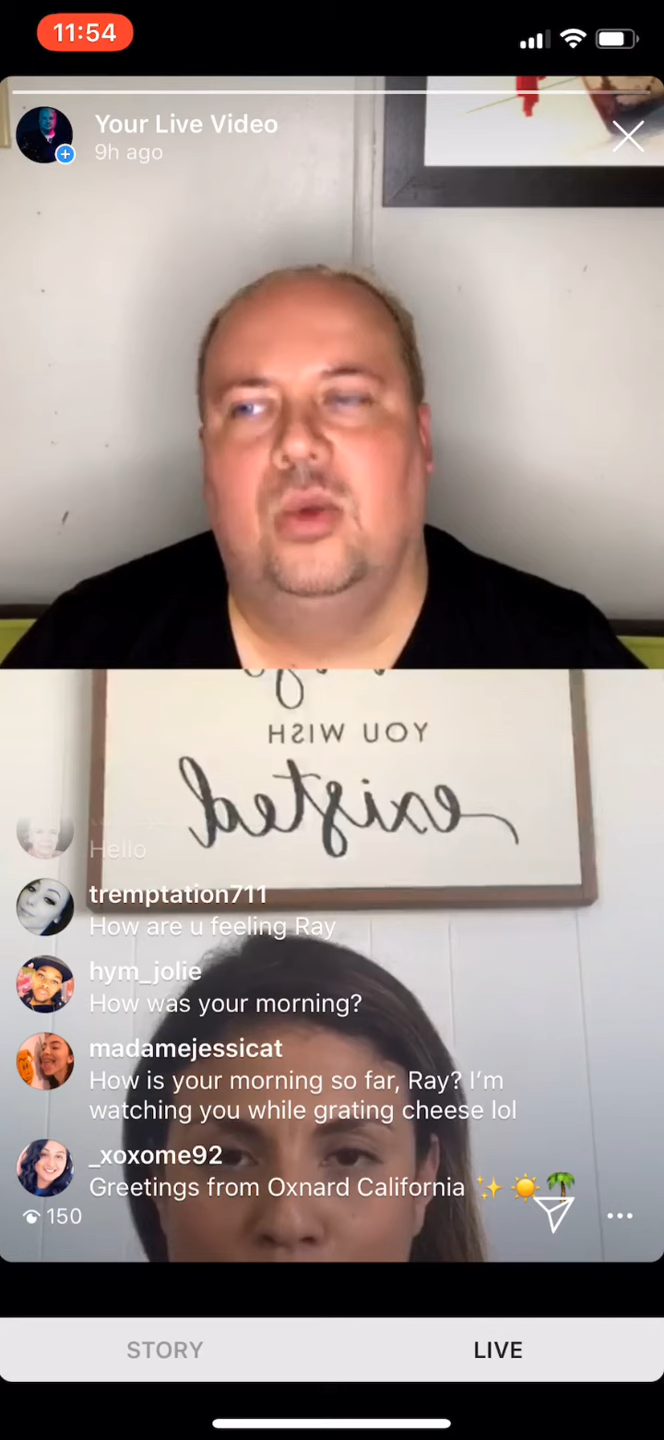 11:54
Your Live Video
9h ago
YOU WISH
existed
Hello
tremptation711
How are u feeling Ray
hym_jolie
How was your morning?
madamejessicat
How is your morning so far, Ray? I’m
watching you while grating cheese lol
_xoxome92
Greetings from Oxnard California ✨☀️🌴
150
STORY
LIVE